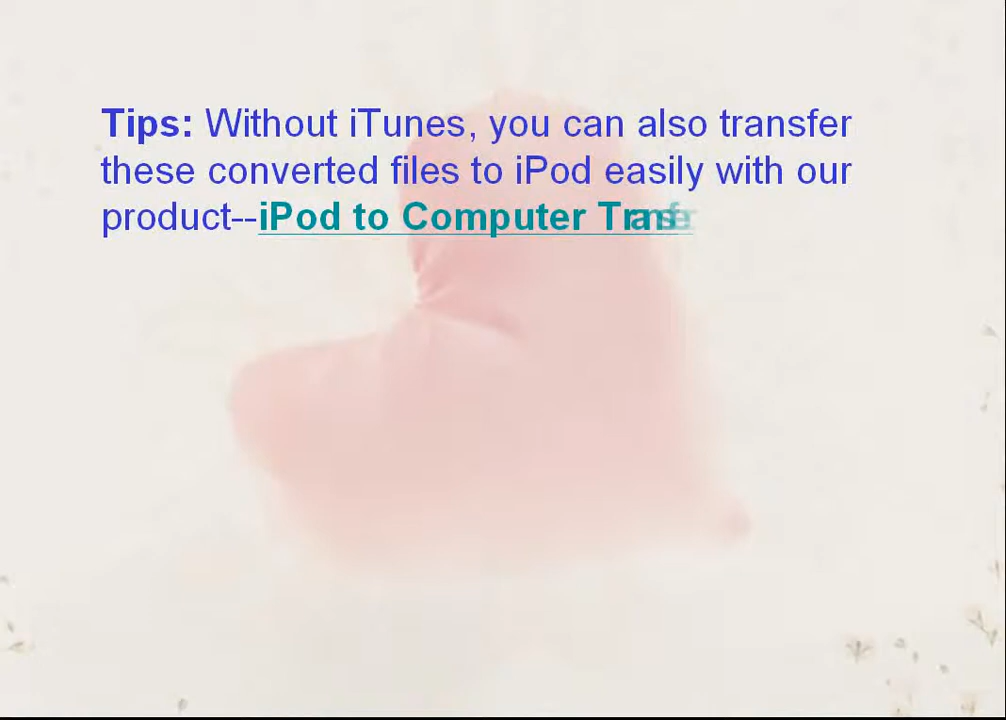 Tips: Without iTunes, you can also transfer
these converted files to iPod easily with our
product--iPod to Computer Transfer